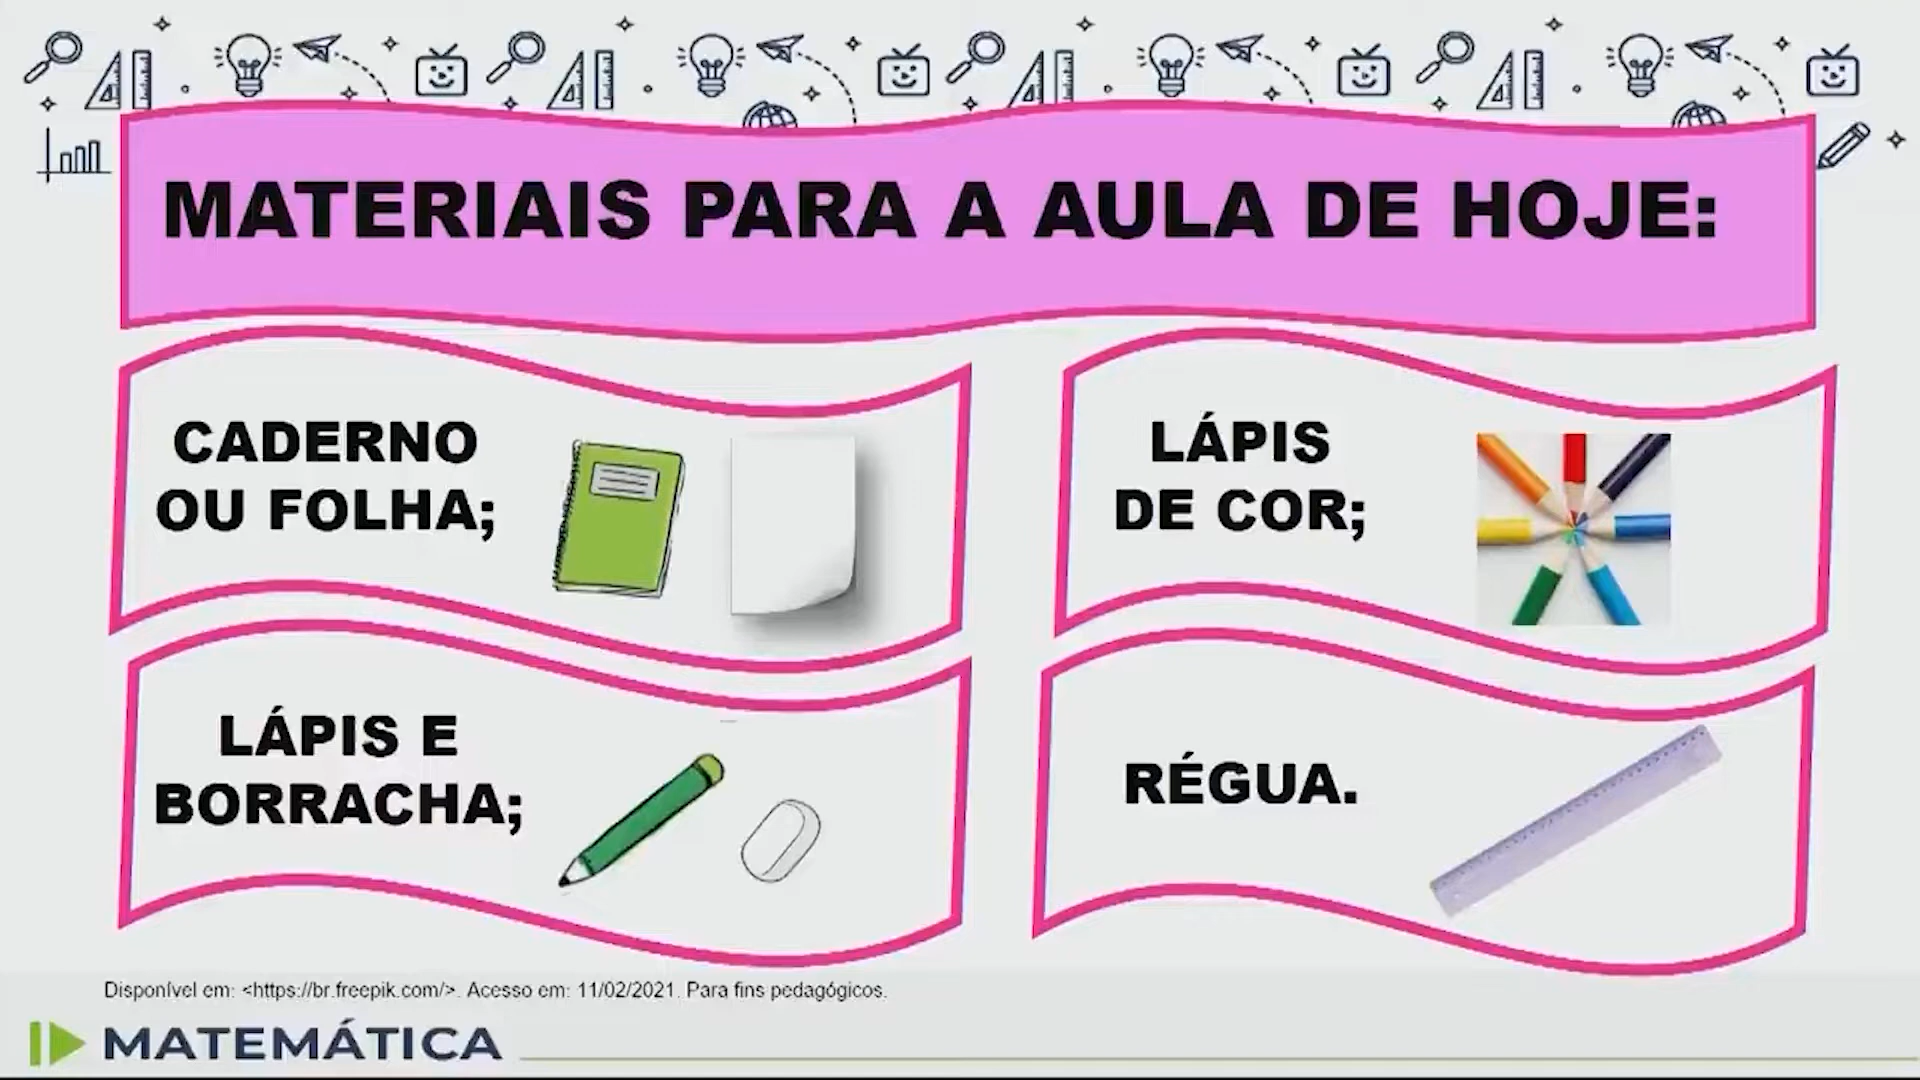 MATERIAIS PARA A AULA DE HOJE:
CADERNO
OU FOLHA;
LÁPIS
DE COR;
LÁPIS E
BORRACHA;
RÉGUA.
Disponível em: <https://br.freepik.com/>. Acesso em: 11/02/2021. Para fins pedagógicos.
MATEMÁTICA